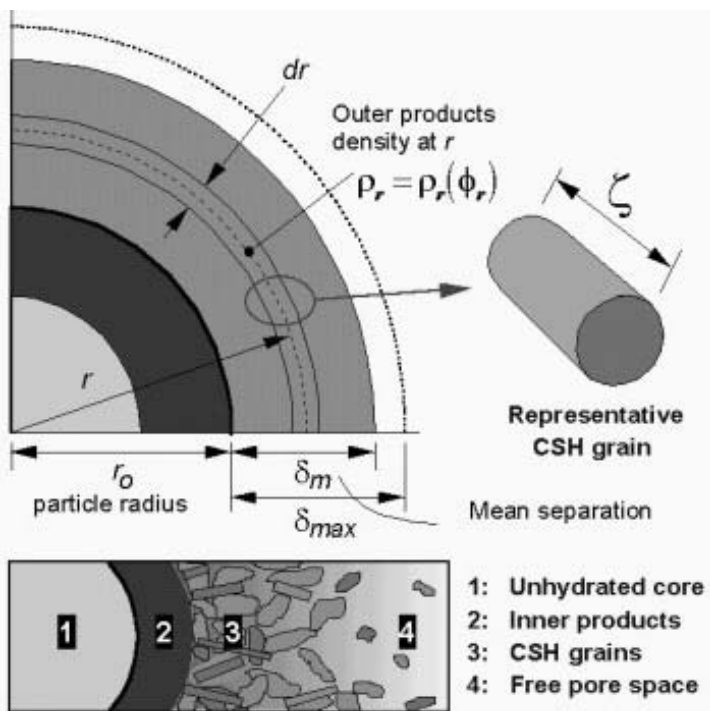 dr
Outer products
density at r
ρr = ρr(ϕr)
ζ
r
Representative
CSH grain
ro
particle radius
δm
δmax
Mean separation
1
2
3
4
1: Unhydrated core
2: Inner products
3: CSH grains
4: Free pore space